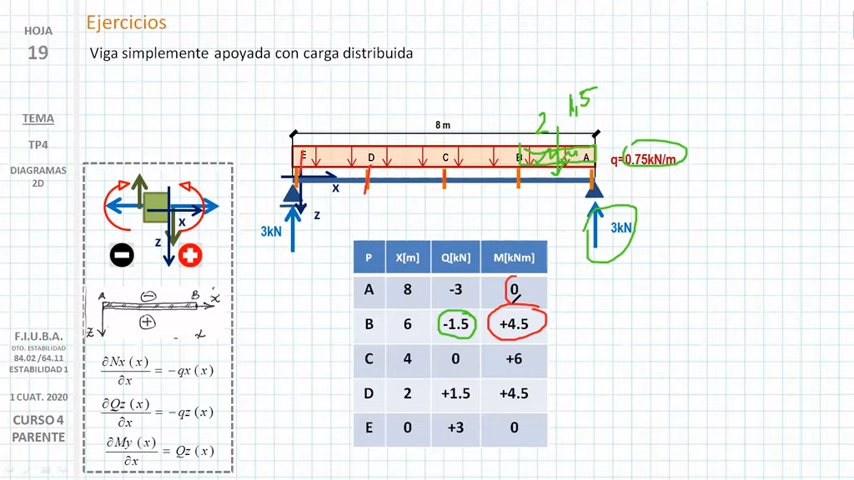 HOJA
19
Ejercicios
Viga simplemente apoyada con carga distribuida
TEMA
TP4
DIAGRAMAS
2D
8 m
2
1,5
E D C B A
q=0.75kN/m
x
z
3kN
3kN
x
z
A B x
z x
P X[m] Q[kN] M[kNm]
A 8 -3 0
B 6 -1.5 +4.5
C 4 0 +6
D 2 +1.5 +4.5
E 0 +3 0
∂Nx(x)/∂x = −qx(x)
∂Qz(x)/∂x = −qz(x)
∂My(x)/∂x = Qz(x)
F.I.U.B.A.
DTO. ESTABILIDAD
84.02 /64.11
ESTABILIDAD 1
1 CUAT. 2020
CURSO 4
PARENTE